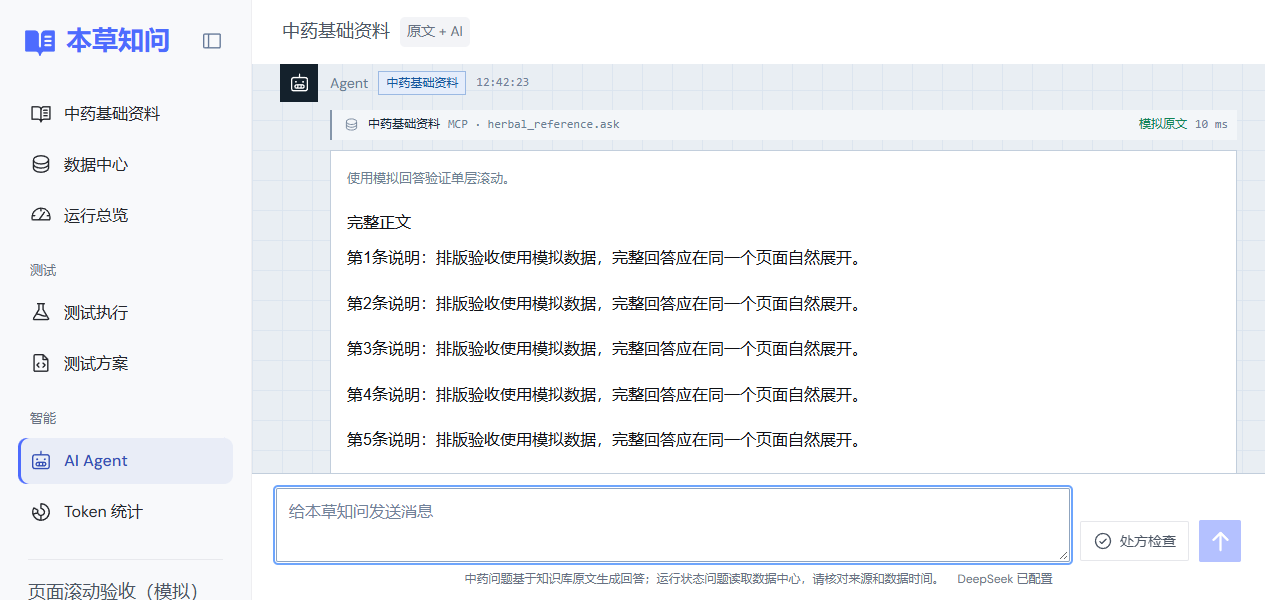 本草知问
中药基础资料
数据中心
运行总览
测试
测试执行
测试方案
智能
AI Agent
Token 统计
页面滚动验收（模拟）
中药基础资料 原文 + AI
Agent 中药基础资料 12:42:23
中药基础资料 MCP · herbal_reference.ask 模拟原文 10 ms
使用模拟回答验证单层滚动。
完整正文
第1条说明：排版验收使用模拟数据，完整回答应在同一个页面自然展开。
第2条说明：排版验收使用模拟数据，完整回答应在同一个页面自然展开。
第3条说明：排版验收使用模拟数据，完整回答应在同一个页面自然展开。
第4条说明：排版验收使用模拟数据，完整回答应在同一个页面自然展开。
第5条说明：排版验收使用模拟数据，完整回答应在同一个页面自然展开。
给本草知问发送消息
处方检查
中药问题基于知识库原文生成回答；运行状态问题读取数据中心，请核对来源和数据时间。 DeepSeek 已配置